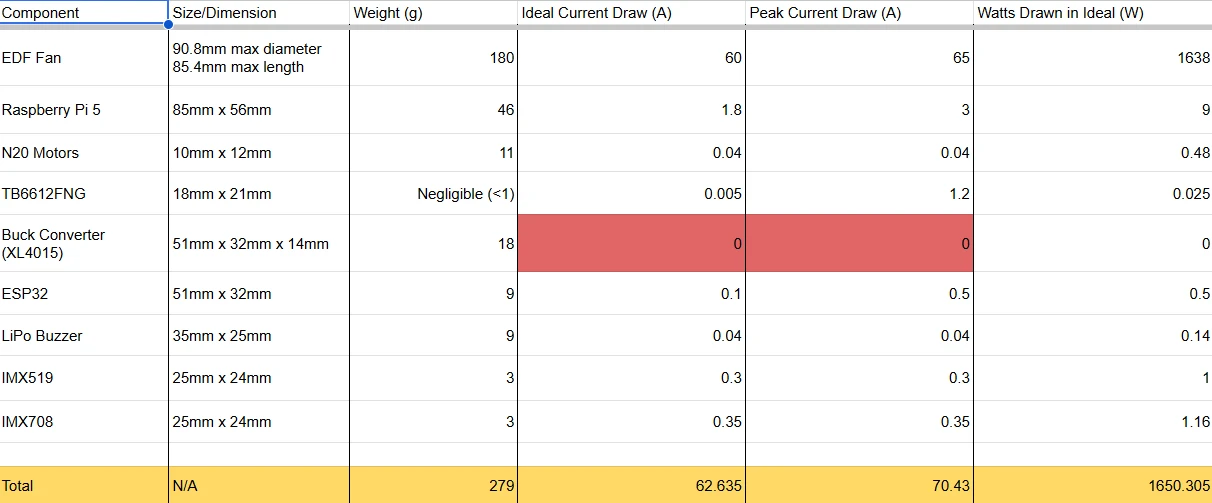 Component Size/Dimension Weight (g) Ideal Current Draw (A) Peak Current Draw (A) Watts Drawn in Ideal (W)
EDF Fan 90.8mm max diameter 180 60 65 1638
85.4mm max length
Raspberry Pi 5 85mm x 56mm 46 1.8 3 9
N20 Motors 10mm x 12mm 11 0.04 0.04 0.48
TB6612FNG 18mm x 21mm Negligible (<1) 0.005 1.2 0.025
Buck Converter 51mm x 32mm x 14mm 18 0 0 0
(XL4015)
ESP32 51mm x 32mm 9 0.1 0.5 0.5
LiPo Buzzer 35mm x 25mm 9 0.04 0.04 0.14
IMX519 25mm x 24mm 3 0.3 0.3 1
IMX708 25mm x 24mm 3 0.35 0.35 1.16
Total N/A 279 62.635 70.43 1650.305